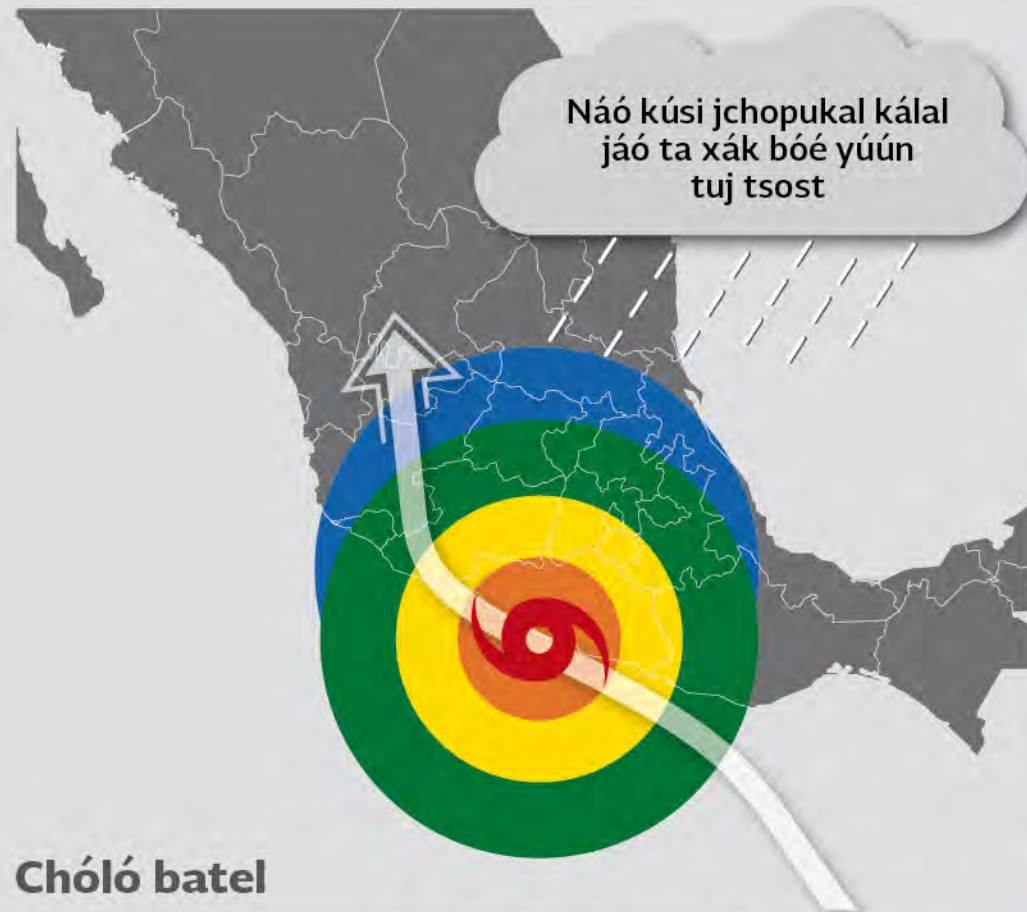 Náó kúsi jchopukal kálal
jáó ta xák bóé yúún
tuj tsost
Chóló batel